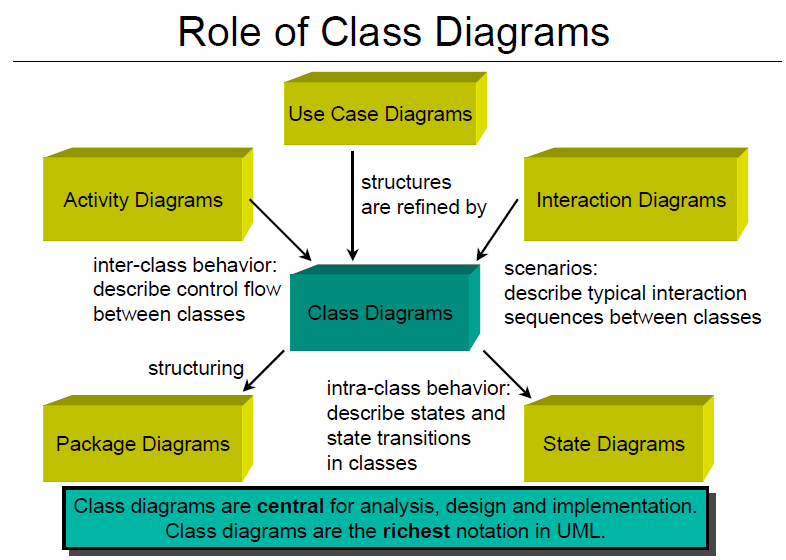 Role of Class Diagrams
Use Case Diagrams
Activity Diagrams
structures
are refined by
Interaction Diagrams
inter-class behavior:
describe control flow
between classes
scenarios:
describe typical interaction
sequences between classes
Class Diagrams
structuring
intra-class behavior:
describe states and
state transitions
in classes
Package Diagrams
State Diagrams
Class diagrams are central for analysis, design and implementation.
Class diagrams are the richest notation in UML.